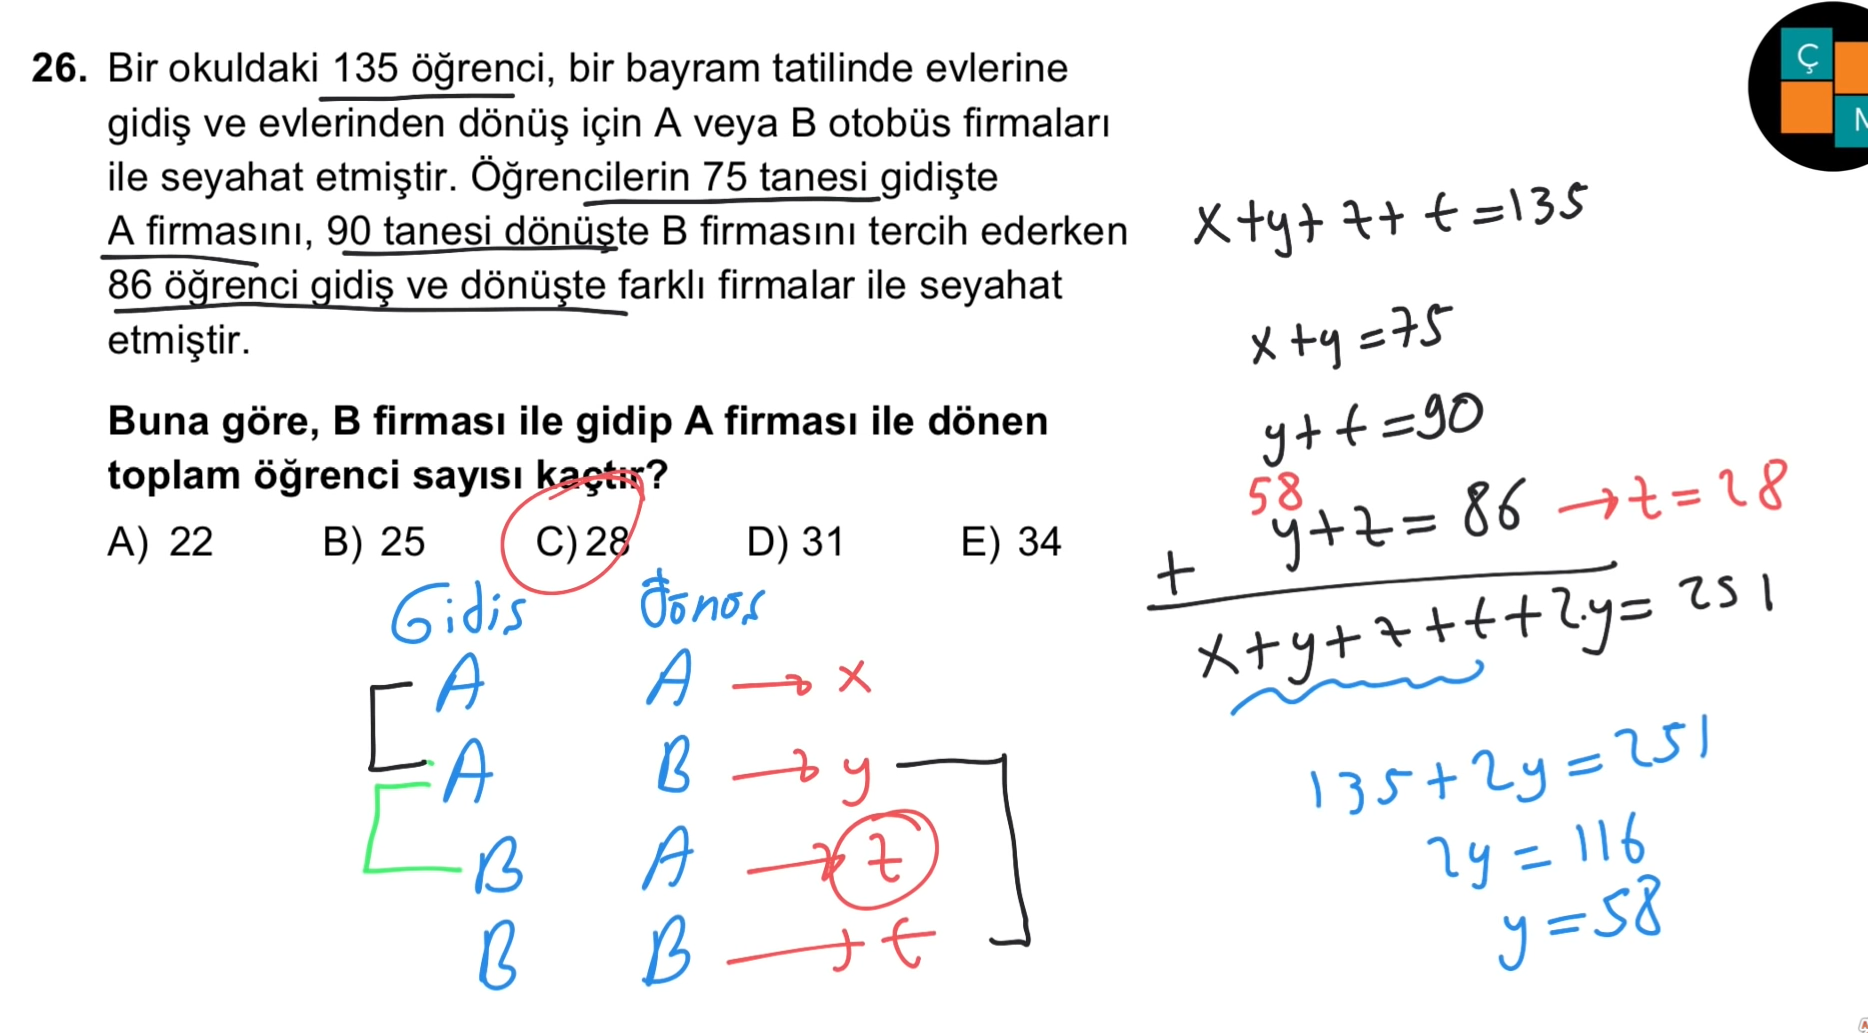 26. Bir okuldaki 135 öğrenci, bir bayram tatilinde evlerine
gidiş ve evlerinden dönüş için A veya B otobüs firmaları
ile seyahat etmiştir. Öğrencilerin 75 tanesi gidişte
A firmasını, 90 tanesi dönüşte B firmasını tercih ederken
86 öğrenci gidiş ve dönüşte farklı firmalar ile seyahat
etmiştir.
Buna göre, B firması ile gidip A firması ile dönen
toplam öğrenci sayısı kaçtır?
A) 22 B) 25 C) 28 D) 31 E) 34
Gidiş dönüş
A A → x
A B → y
B A → z
B B → t
Ç
N
x+y+z+t=135
x+y=75
y+t=90
58
y+z=86 → z=28
+
x+y+z+t+2.y=251
135+2y=251
2y=116
y=58